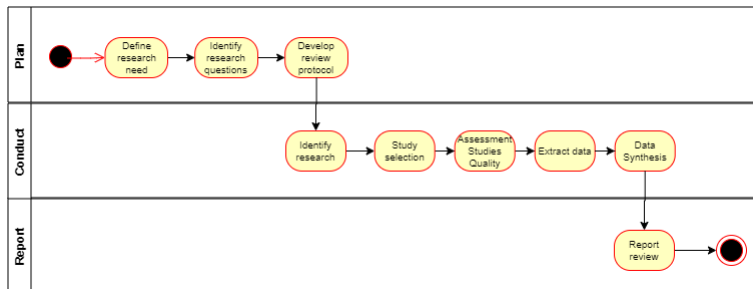 Plan
Define
research
need
Identify
research
questions
Develop
review
protocol
Conduct
Identify
research
Study
selection
Assessment
Studies
Quality
Extract data
Data
Synthesis
Report
Report
review